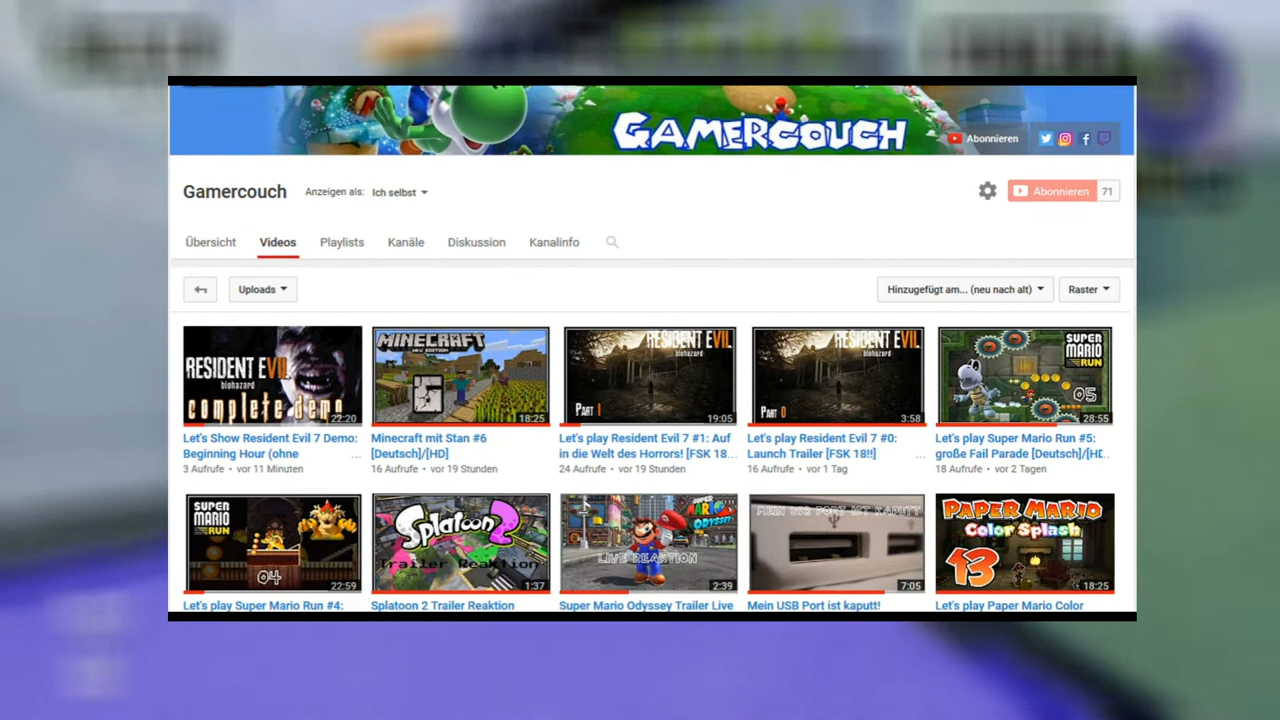 GAMERCOUCH
Abonnieren
Gamercouch
Anzeigen als: Ich selbst
Abonnieren 71
Übersicht Videos Playlists Kanäle Diskussion Kanalinfo
Uploads
Hinzugefügt am... (neu nach alt) Raster
RESIDENT EVIL
biohazard
complete demo
22:20
MINECRAFT
Wii U EDITION
18:25
RESIDENT EVIL
biohazard
PART 1
19:05
RESIDENT EVIL
biohazard
PART 0
3:58
SUPER
MARIO
RUN
05
28:55
Let's Show Resident Evil 7 Demo:
Beginning Hour (ohne ...
3 Aufrufe • vor 11 Minuten
Minecraft mit Stan #6
[Deutsch]/[HD]
16 Aufrufe • vor 19 Stunden
Let's play Resident Evil 7 #1: Auf
in die Welt des Horrors! [FSK 18...
24 Aufrufe • vor 19 Stunden
Let's play Resident Evil 7 #0:
Launch Trailer [FSK 18!!] ...
16 Aufrufe • vor 1 Tag
Let's play Super Mario Run #5:
große Fail Parade [Deutsch]/[HD...
18 Aufrufe • vor 2 Tagen
SUPER
MARIO
RUN
04
22:59
Splatoon 2
Trailer Reaktion
1:37
SUPER
MARIO
ODYSSEY
LIVE REAKTION
2:39
MEIN USB PORT IST KAPUTT
7:05
PAPER MARIO
Color Splash
13
18:25
Let's play Super Mario Run #4:
Splatoon 2 Trailer Reaktion
Super Mario Odyssey Trailer Live
Mein USB Port ist kaputt!
Let's play Paper Mario Color